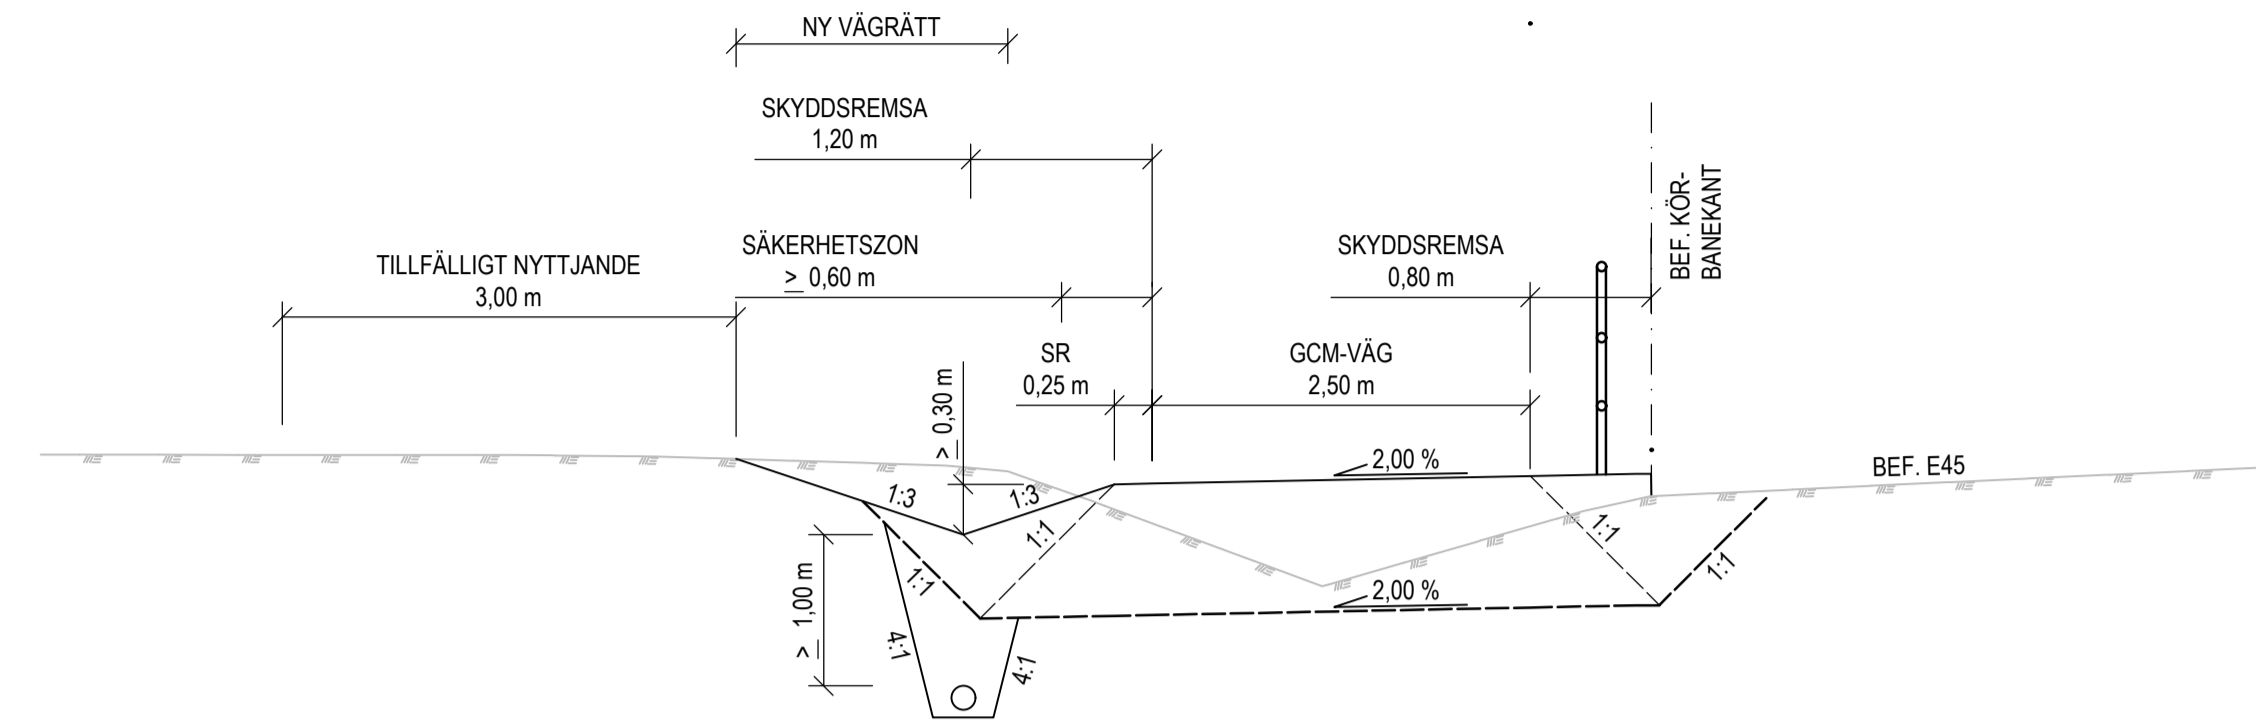 NY VÄGRÄTT
SKYDDSREMSA
1,20 m
BEF. KÖR-
BANEKANT
SÄKERHETSZON
≥ 0,60 m
SKYDDSREMSA
0,80 m
TILLFÄLLIGT NYTTJANDE
3,00 m
SR
0,25 m
GCM-VÄG
2,50 m
≥ 0,30 m
2,00 %
BEF. E45
1:3
1:3
1:1
1:1
1:1
1:1
2,00 %
≥ 1,00 m
4:1
4:1